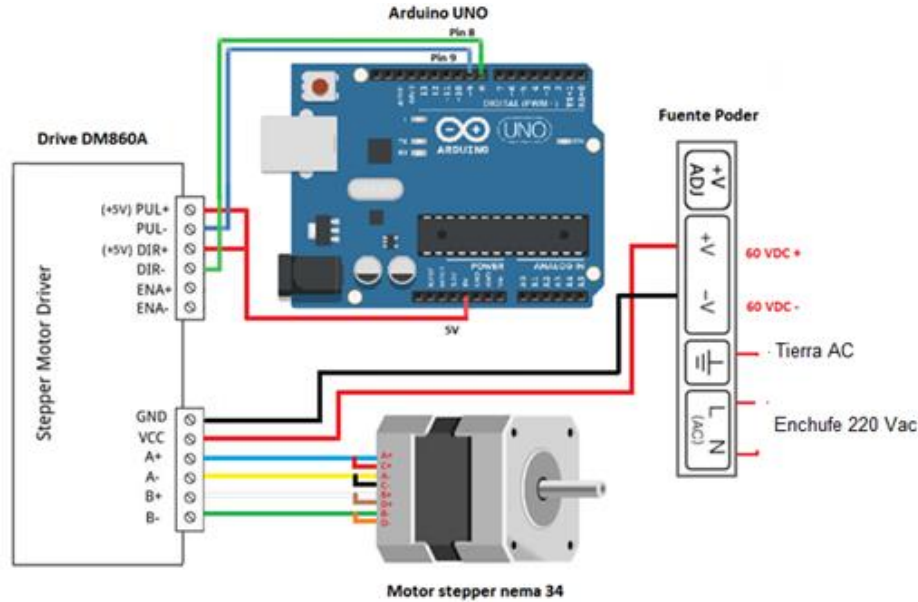 Arduino UNO
Pin 8
Pin 9
DIGITAL (PWM~)
UNO
ARDUINO
POWER
5V
Drive DM860A
Stepper Motor Driver
(+5V) PUL+
PUL-
(+5V) DIR+
DIR-
ENA+
ENA-
GND
VCC
A+
A-
B+
B-
A+
C+
A-
C-
B+
D+
B-
D-
Motor stepper nema 34
Fuente Poder
+V ADJ
+V
60 VDC +
-V
60 VDC -
Tierra AC
L
N
(AC)
Enchufe 220 Vac